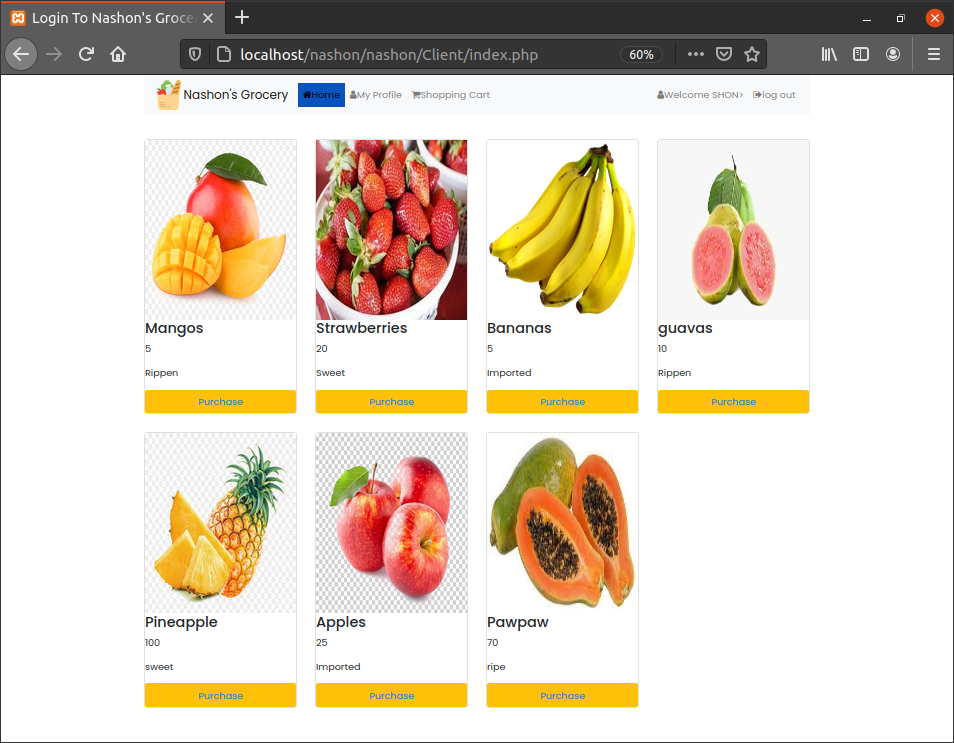 Login To Nashon's Groce
localhost/nashon/nashon/Client/index.php
60%
Nashon's Grocery
Home
My Profile
Shopping Cart
Welcome SHON>
log out
Mangos
5
Rippen
Purchase
Strawberries
20
Sweet
Purchase
Bananas
5
Imported
Purchase
guavas
10
Rippen
Purchase
Pineapple
100
sweet
Purchase
Apples
25
Imported
Purchase
Pawpaw
70
ripe
Purchase